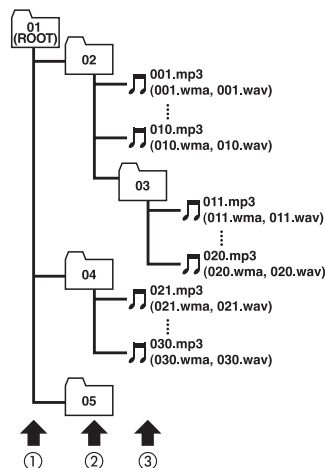 01
(ROOT)
02
001.mp3
(001.wma, 001.wav)
010.mp3
(010.wma, 010.wav)
03
011.mp3
(011.wma, 011.wav)
020.mp3
(020.wma, 020.wav)
04
021.mp3
(021.wma, 021.wav)
030.mp3
(030.wma, 030.wav)
05
① ② ③